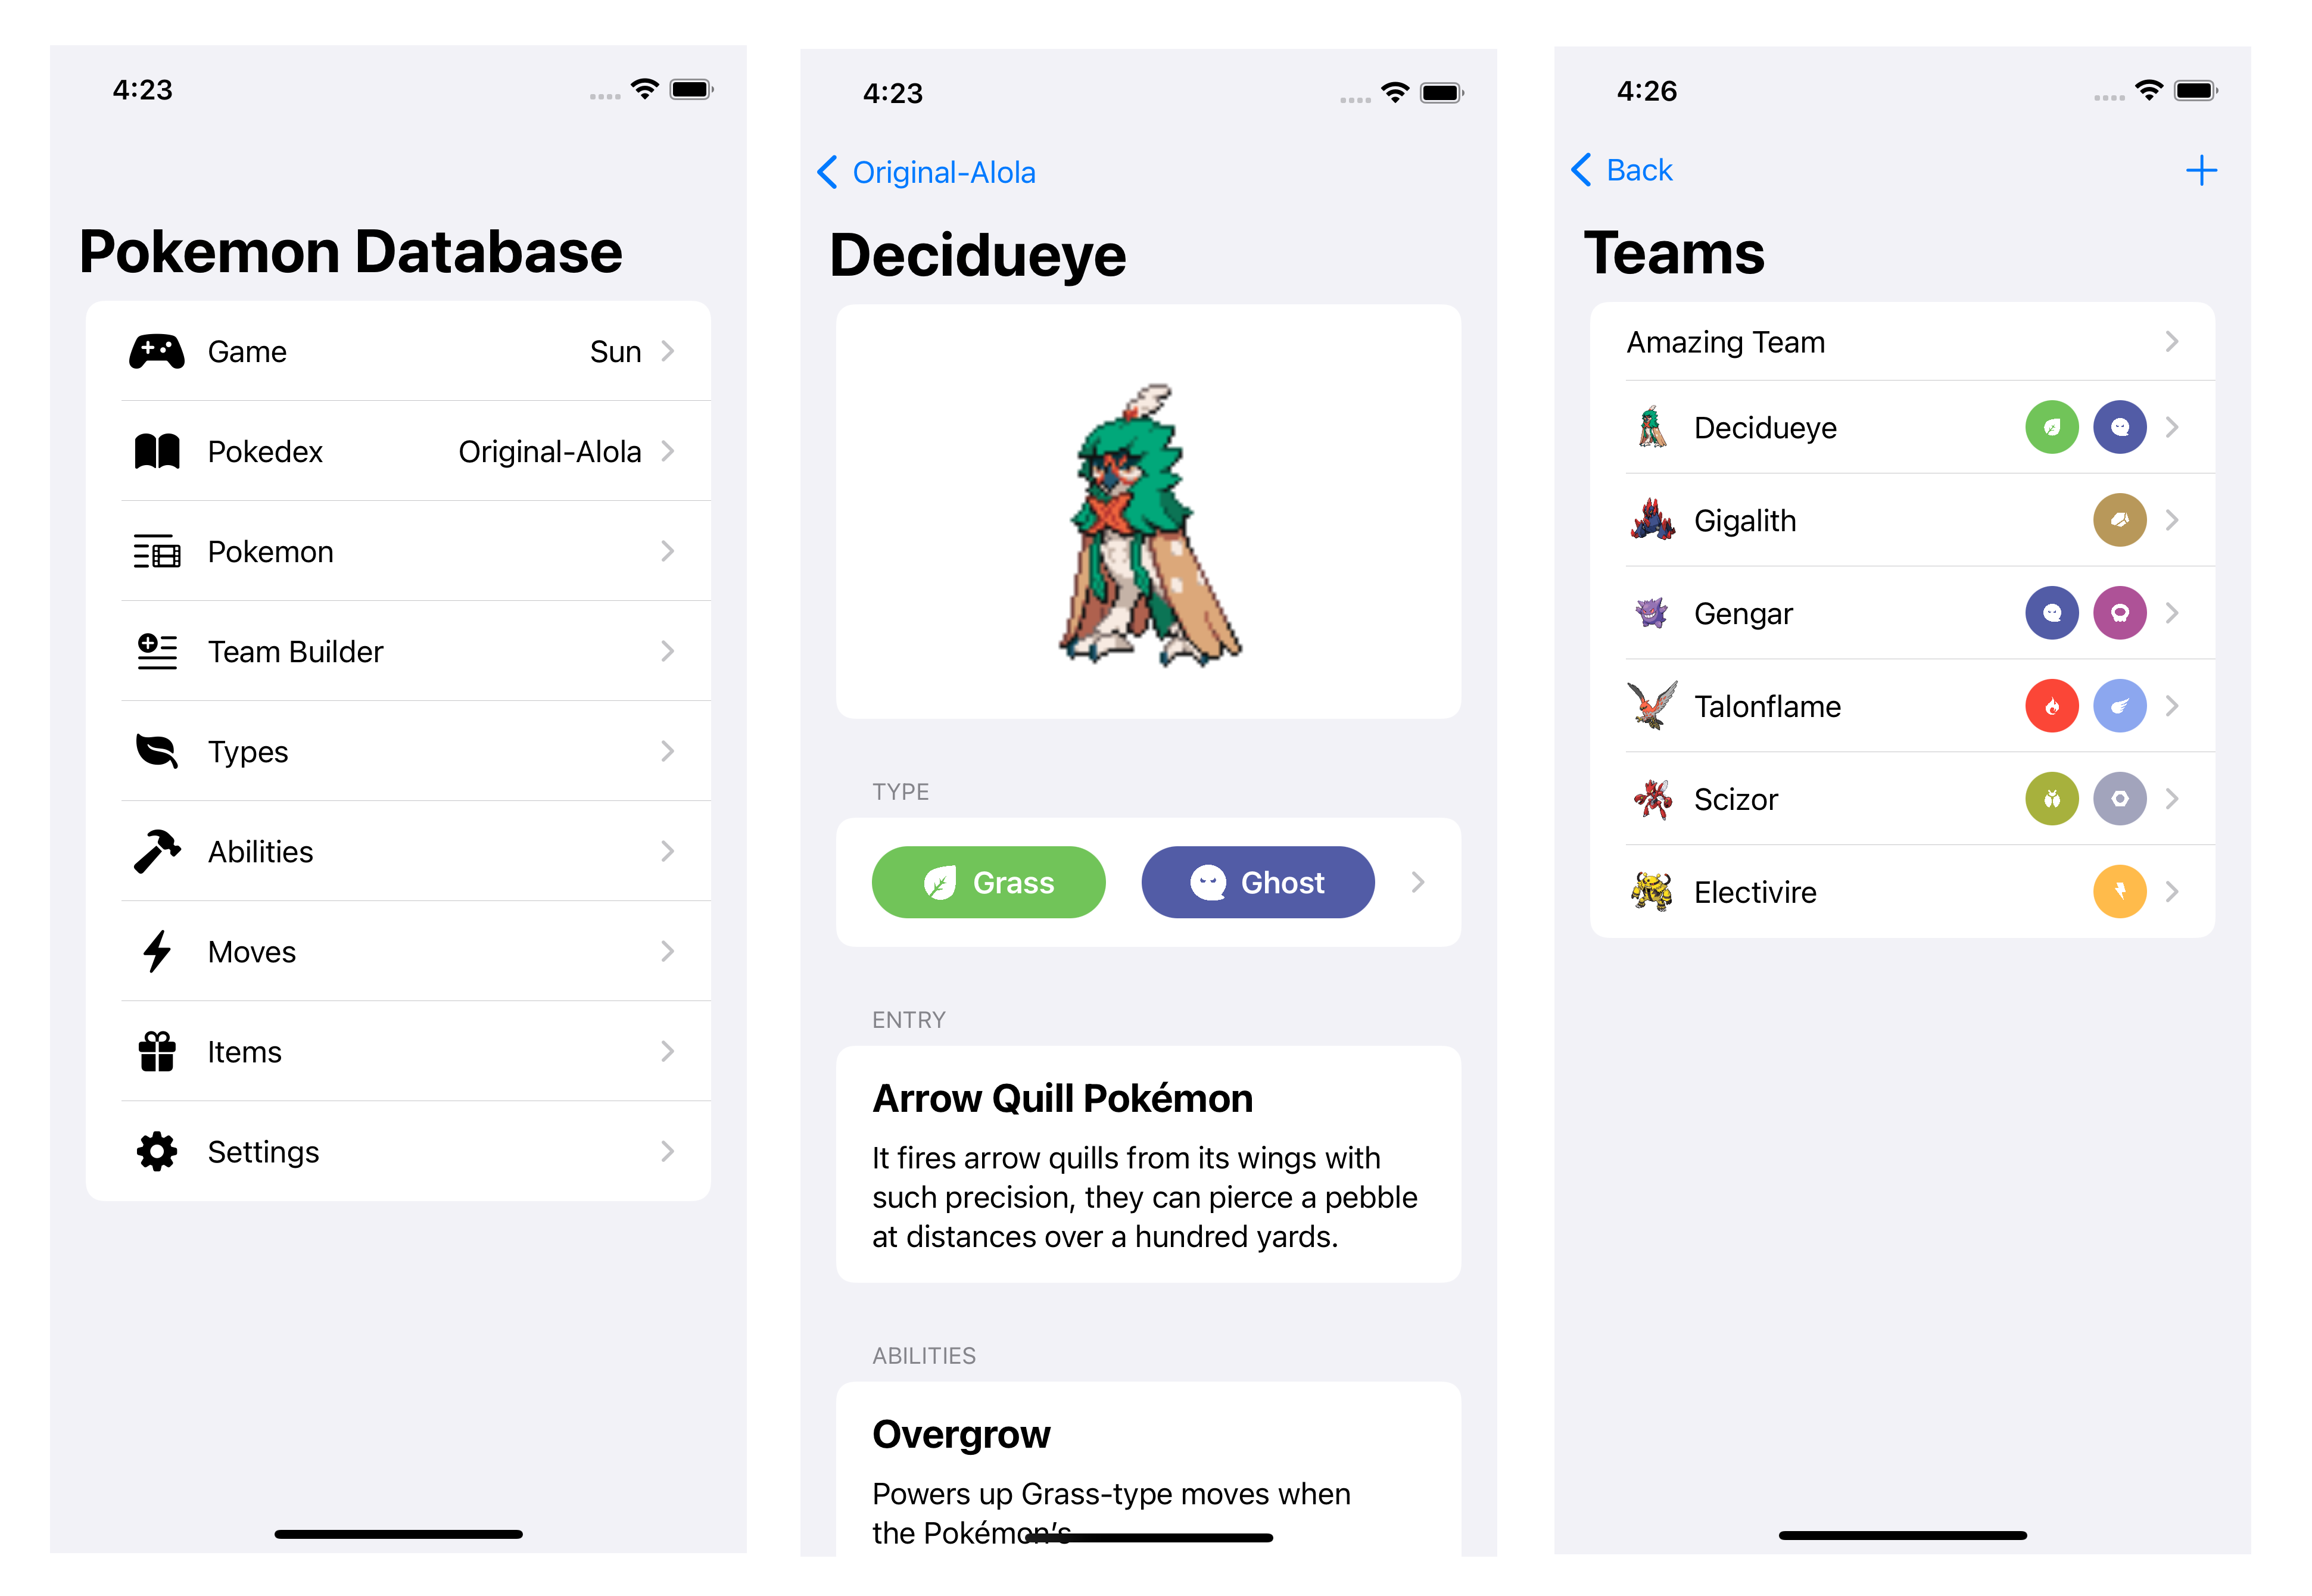 4:23
Pokemon Database
Game Sun
Pokedex Original-Alola
Pokemon
Team Builder
Types
Abilities
Moves
Items
Settings
4:23
Original-Alola
Decidueye
TYPE
Grass Ghost
ENTRY
Arrow Quill Pokémon
It fires arrow quills from its wings with
such precision, they can pierce a pebble
at distances over a hundred yards.
ABILITIES
Overgrow
Powers up Grass-type moves when
the Pokémon's
4:26
Back
Teams
Amazing Team
Decidueye
Gigalith
Gengar
Talonflame
Scizor
Electivire